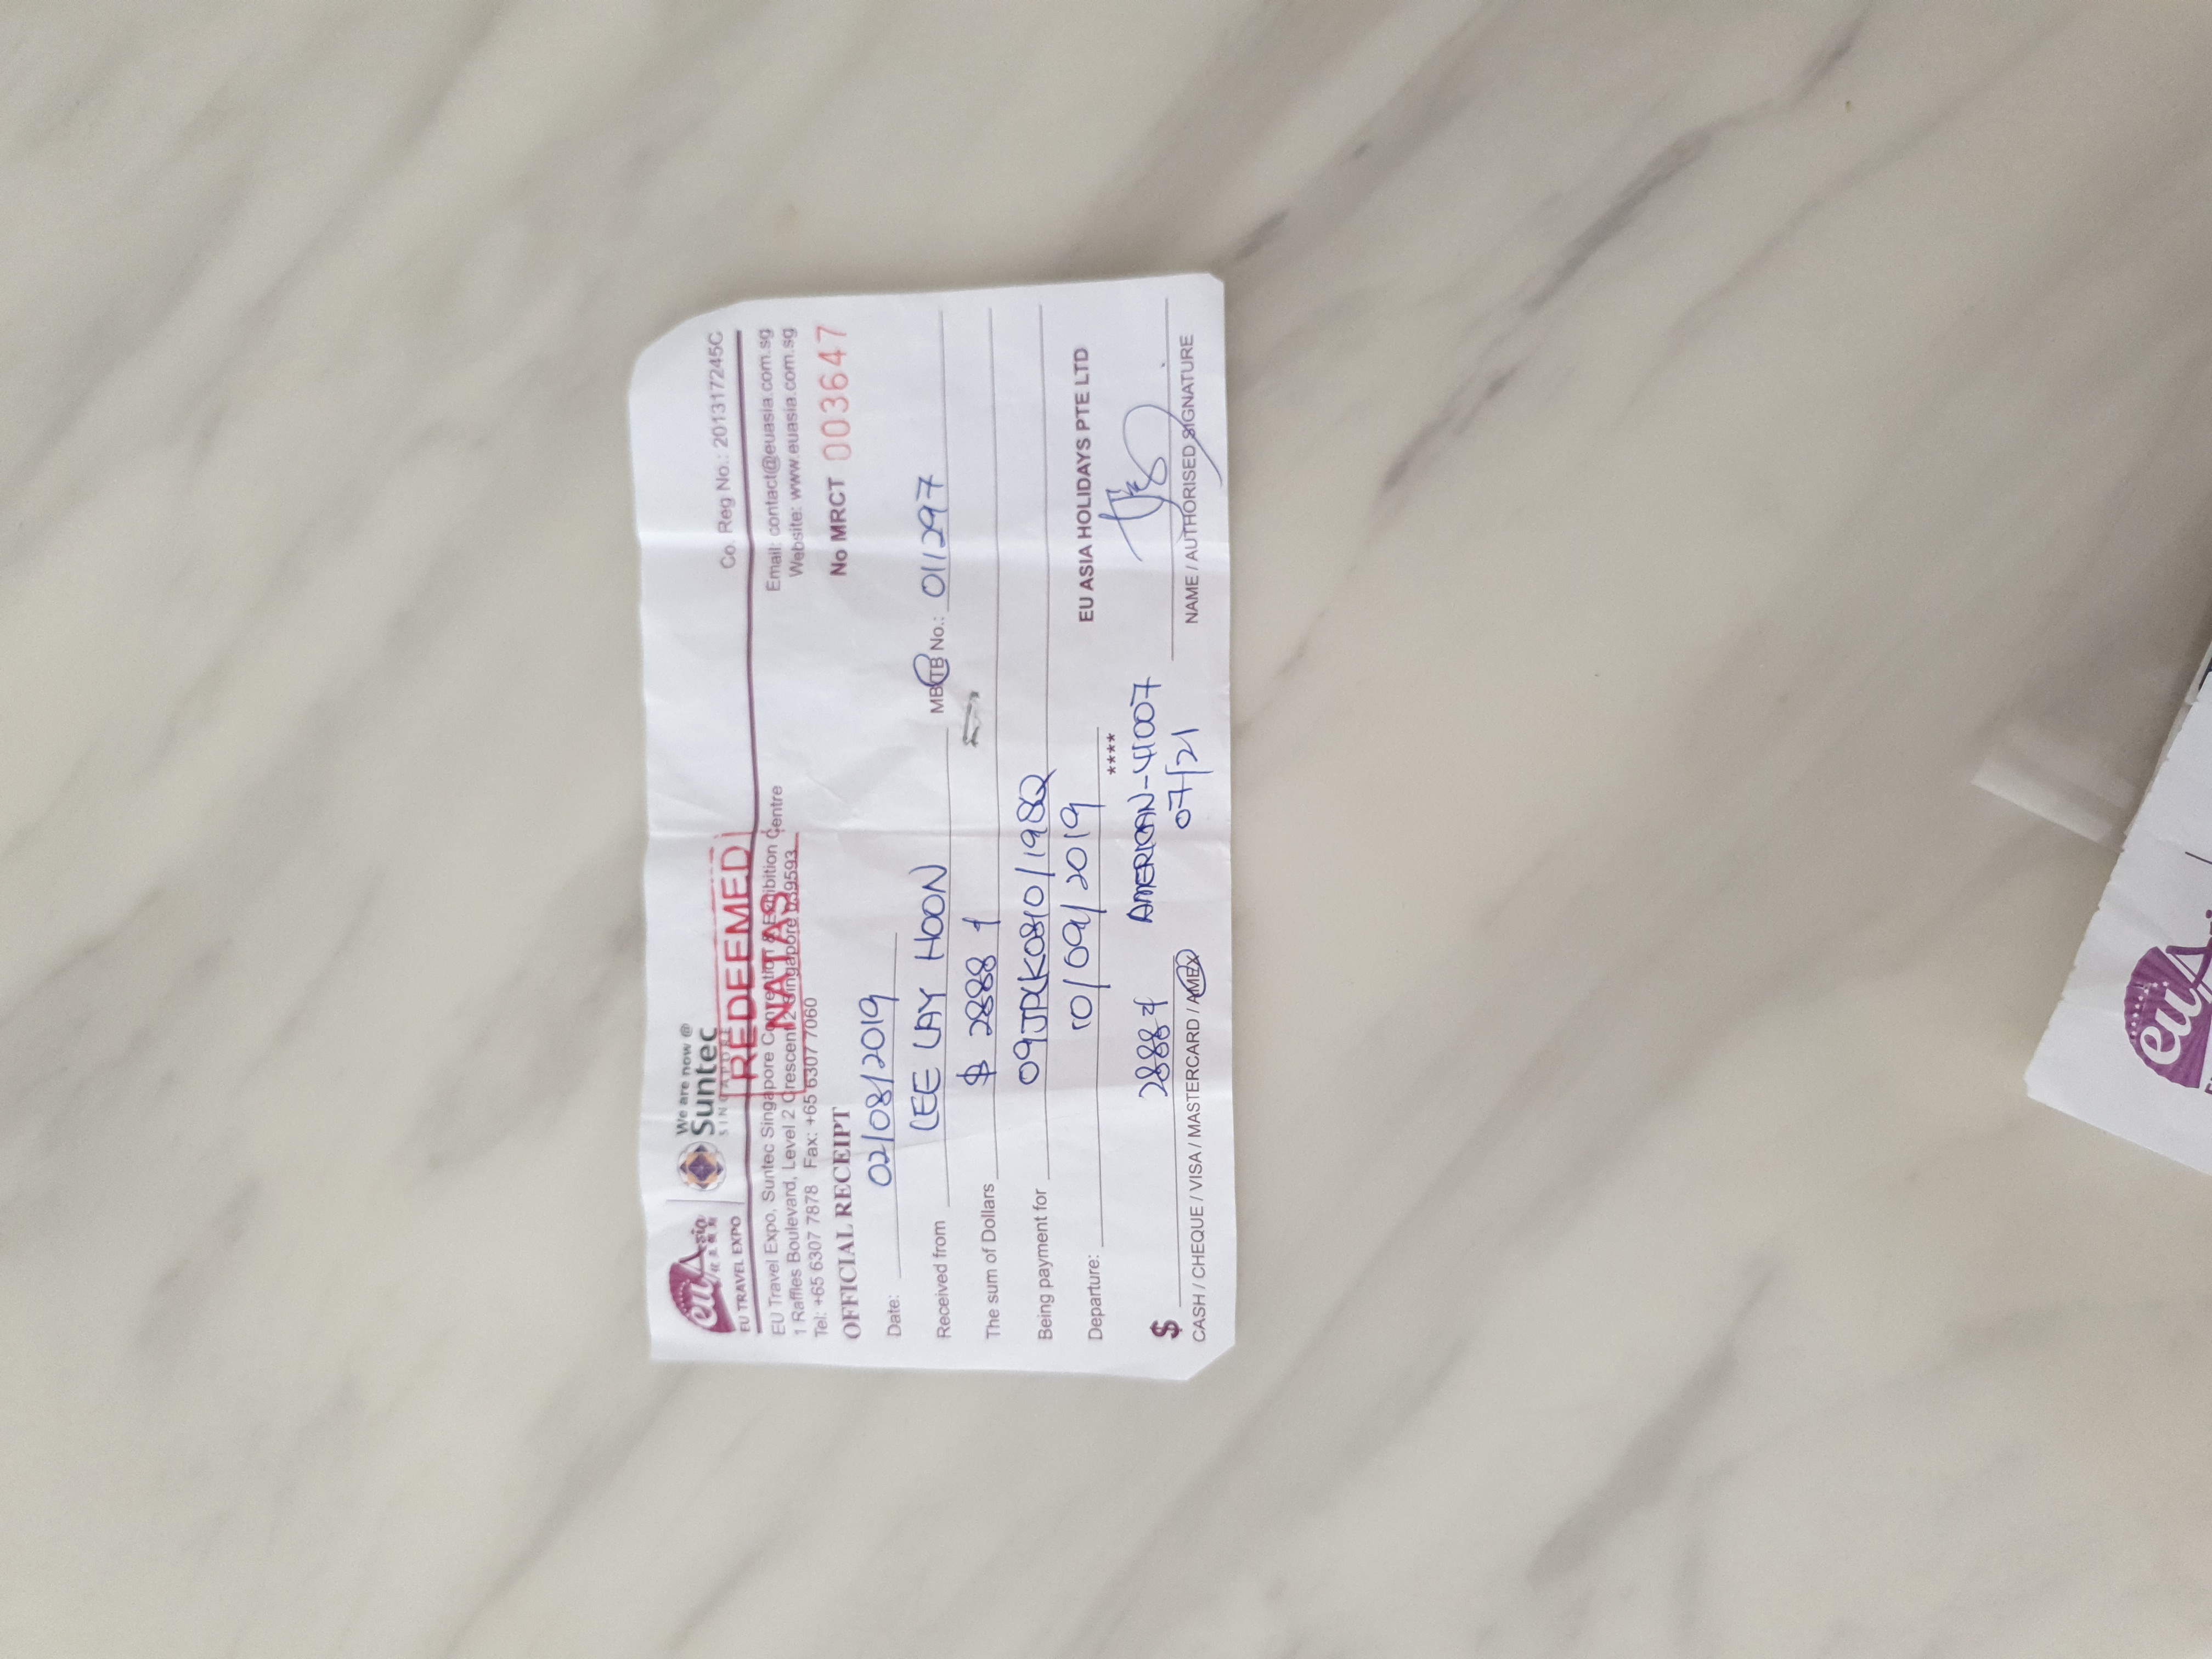 eu Asia
EU TRAVEL EXPO
We are now @
Suntec
SINGAPORE
Co. Reg No.: 201317245C
REDEEMED
NATAS
EU Travel Expo, Suntec Singapore Convention & Exhibition Centre
1 Raffles Boulevard, Level 2 Crescent 2 Singapore 039593
Tel: +65 6307 7878 Fax: +65 6307 7060
Email: contact@euasia.com.sg
Website: www.euasia.com.sg
OFFICIAL RECEIPT
No MRCT 003647
Date: 02/08/2019
Received from LEE LAY HOON MB/TB No.: 011297
The sum of Dollars $ 2888
Being payment for
Departure: 10/09/2019
EU ASIA HOLIDAYS PTE LTD
****
$ 2888 AMERICAN-41007
07/21
CASH / CHEQUE / VISA / MASTERCARD / AMEX
NAME / AUTHORISED SIGNATURE
eu